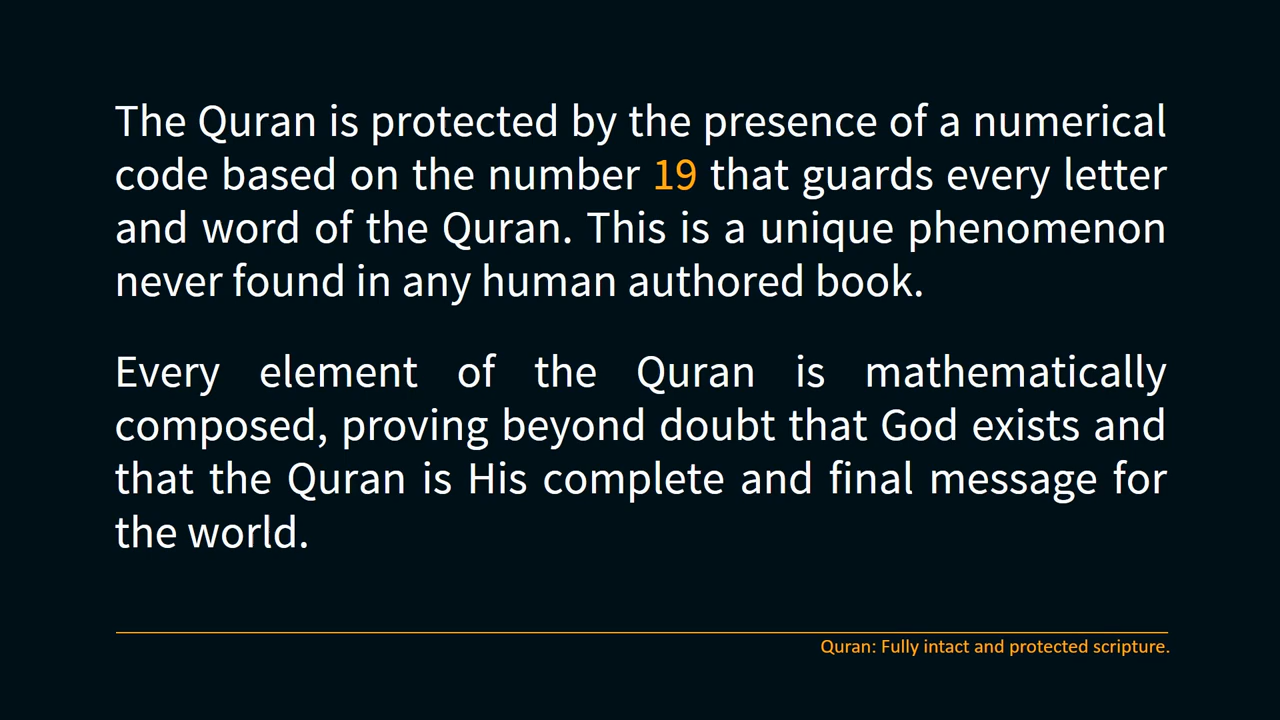 The Quran is protected by the presence of a numerical
code based on the number 19 that guards every letter
and word of the Quran. This is a unique phenomenon
never found in any human authored book.
Every element of the Quran is mathematically
composed, proving beyond doubt that God exists and
that the Quran is His complete and final message for
the world.
Quran: Fully intact and protected scripture.